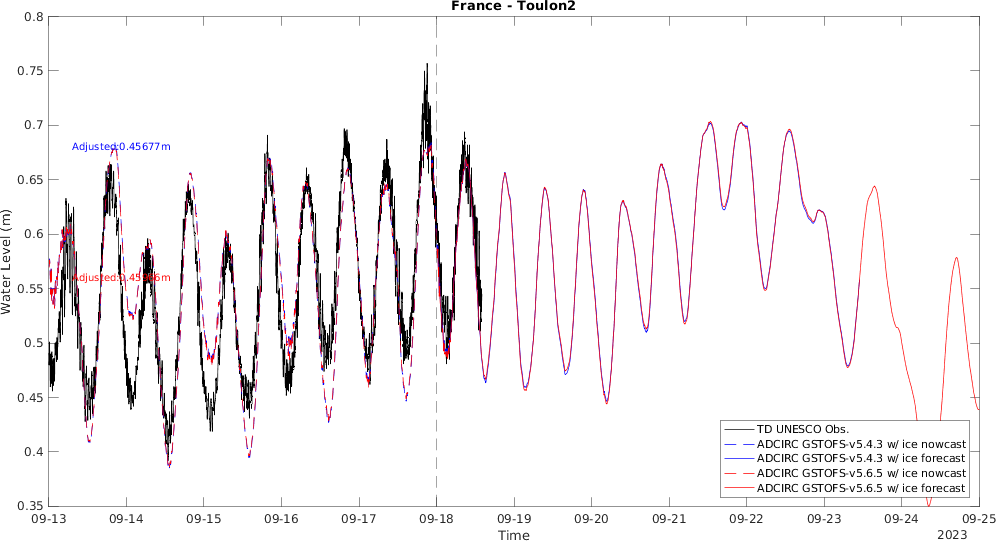 France - Toulon2
Water Level (m)
0.8
0.75
0.7
0.65
0.6
0.55
0.5
0.45
0.4
0.35
Adjusted:0.45677m
TD UNESCO Obs.
ADCIRC GSTOFS-v5.4.3 w/ ice nowcast
ADCIRC GSTOFS-v5.4.3 w/ ice forecast
ADCIRC GSTOFS-v5.6.5 w/ ice nowcast
ADCIRC GSTOFS-v5.6.5 w/ ice forecast
09-13 09-14 09-15 09-16 09-17 09-18 09-19 09-20 09-21 09-22 09-23 09-24 09-25
Time
2023